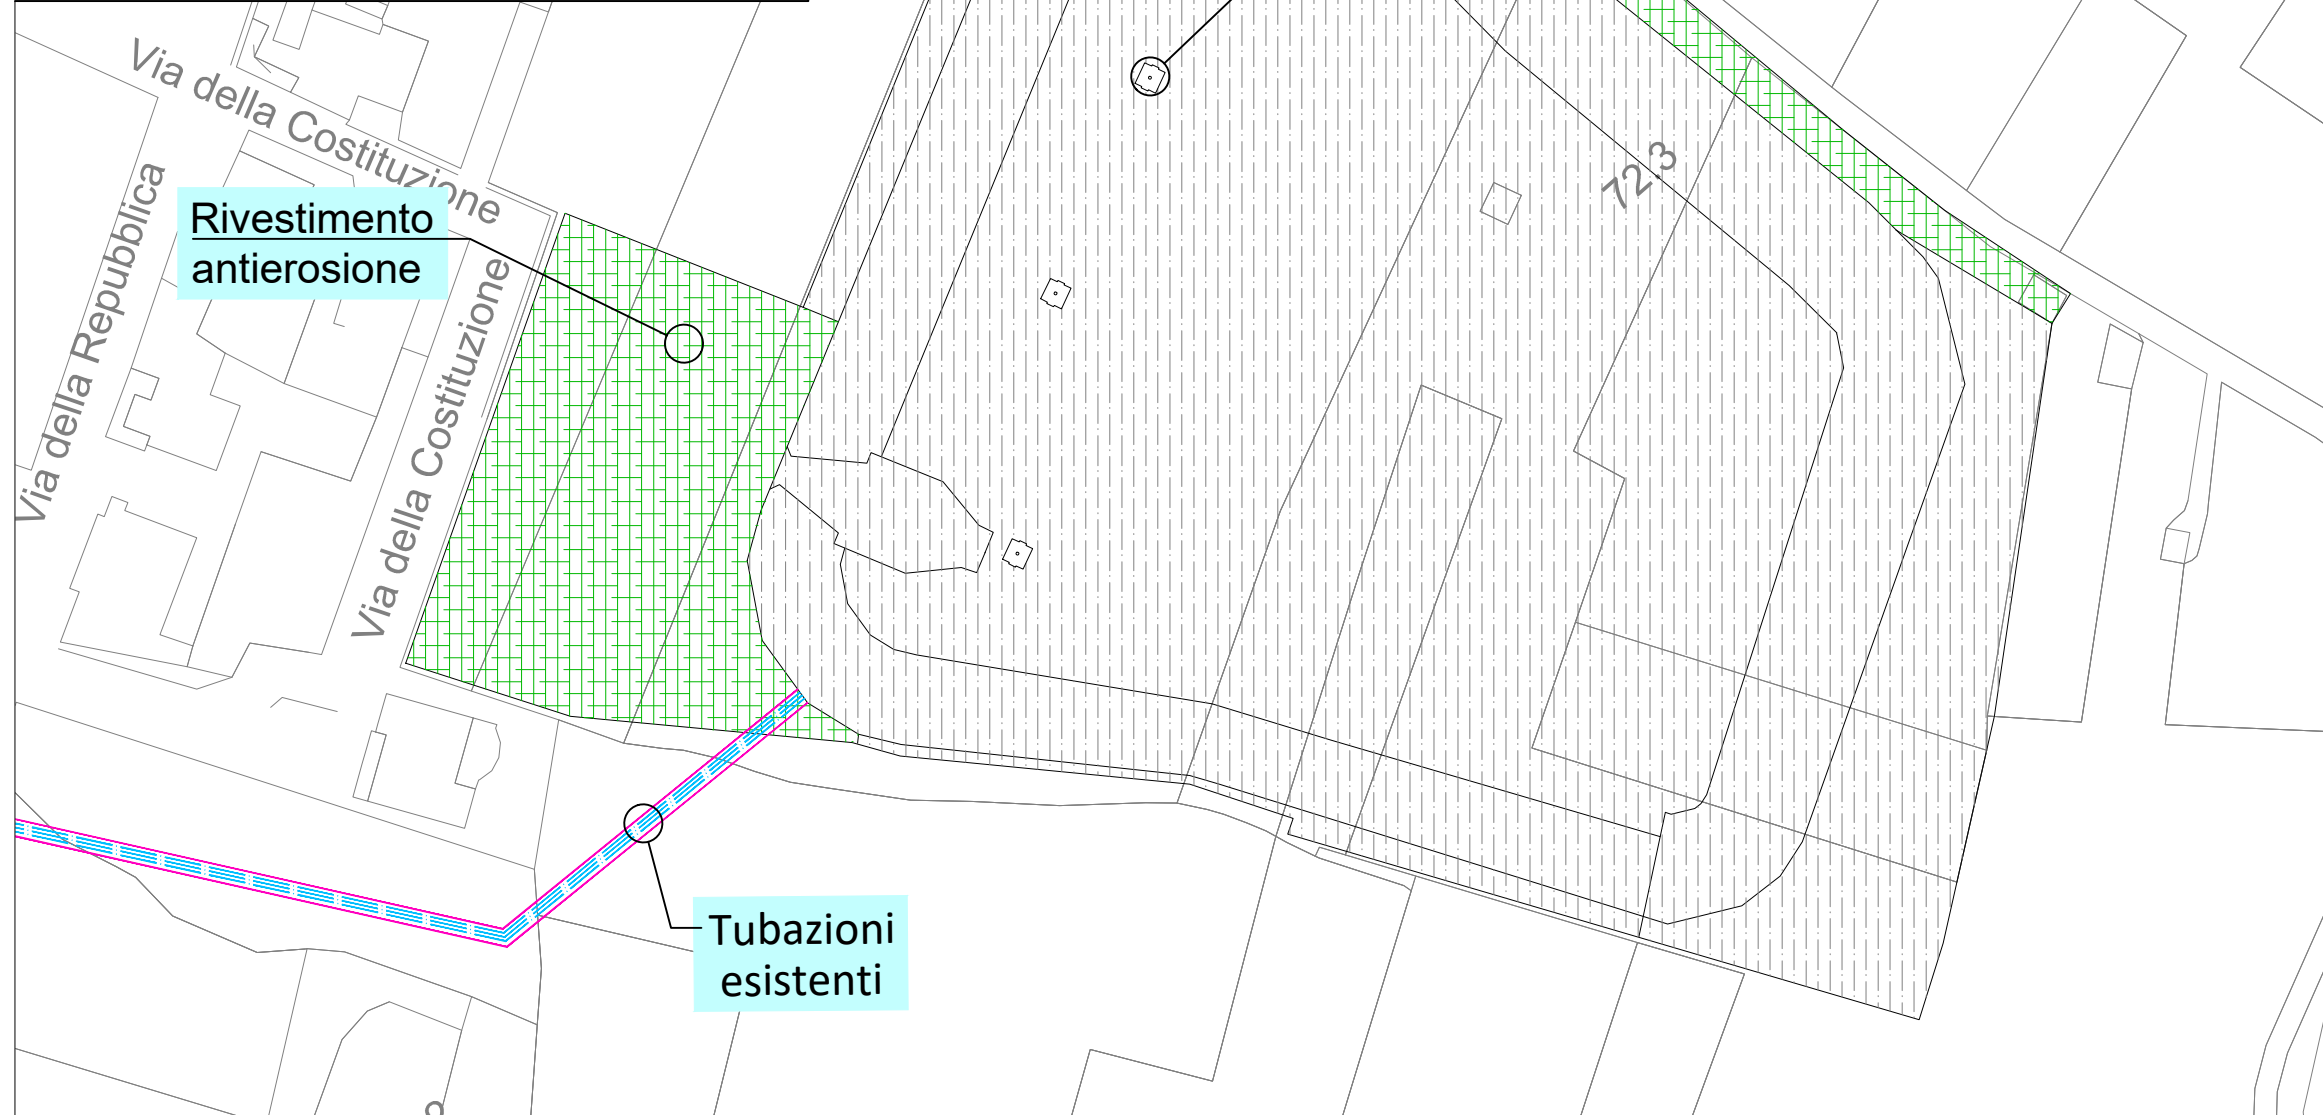 Via della Costituzione
Via della Repubblica
Rivestimento
antierosione
Via della Costituzione
72.3
Tubazioni
esistenti